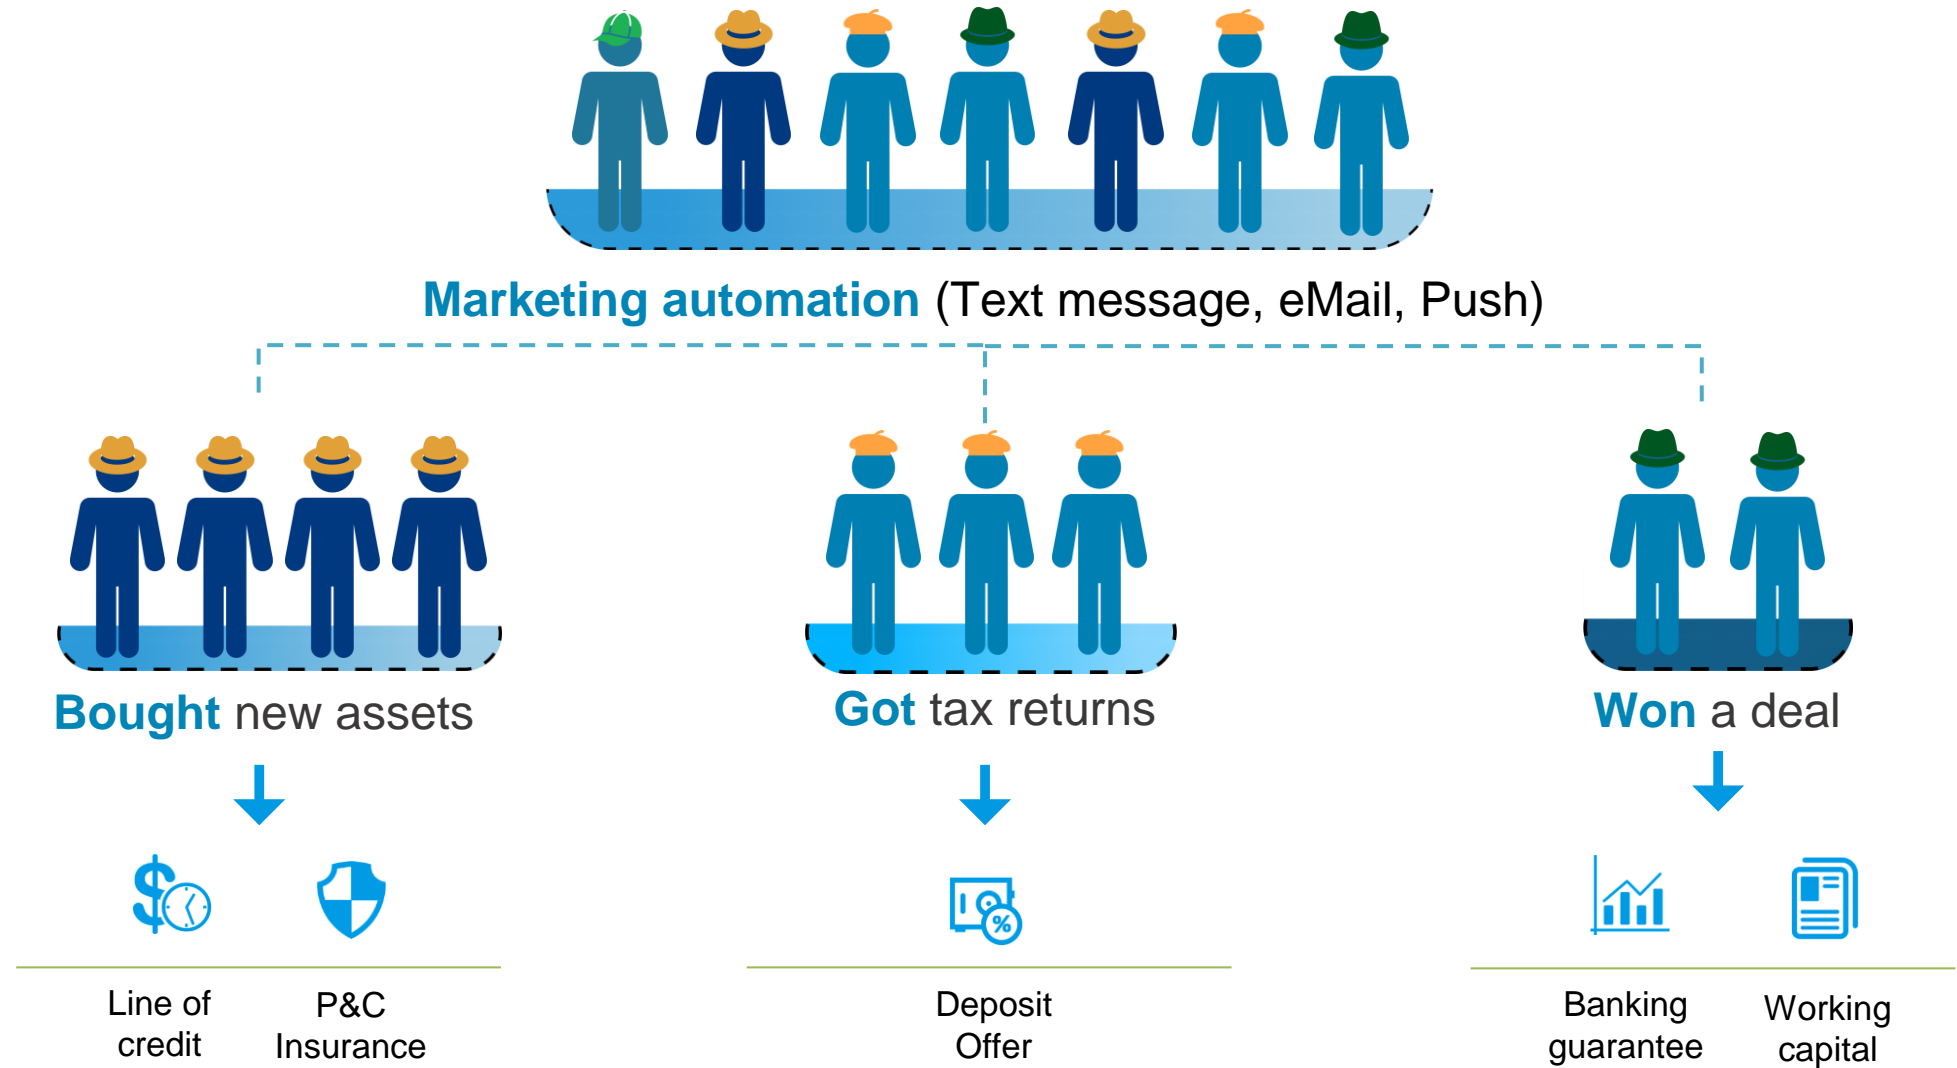 Marketing automation (Text message, eMail, Push)
Bought new assets
Got tax returns
Won a deal
%
Line of
credit
P&C
Insurance
Deposit
Offer
Banking
guarantee
Working
capital